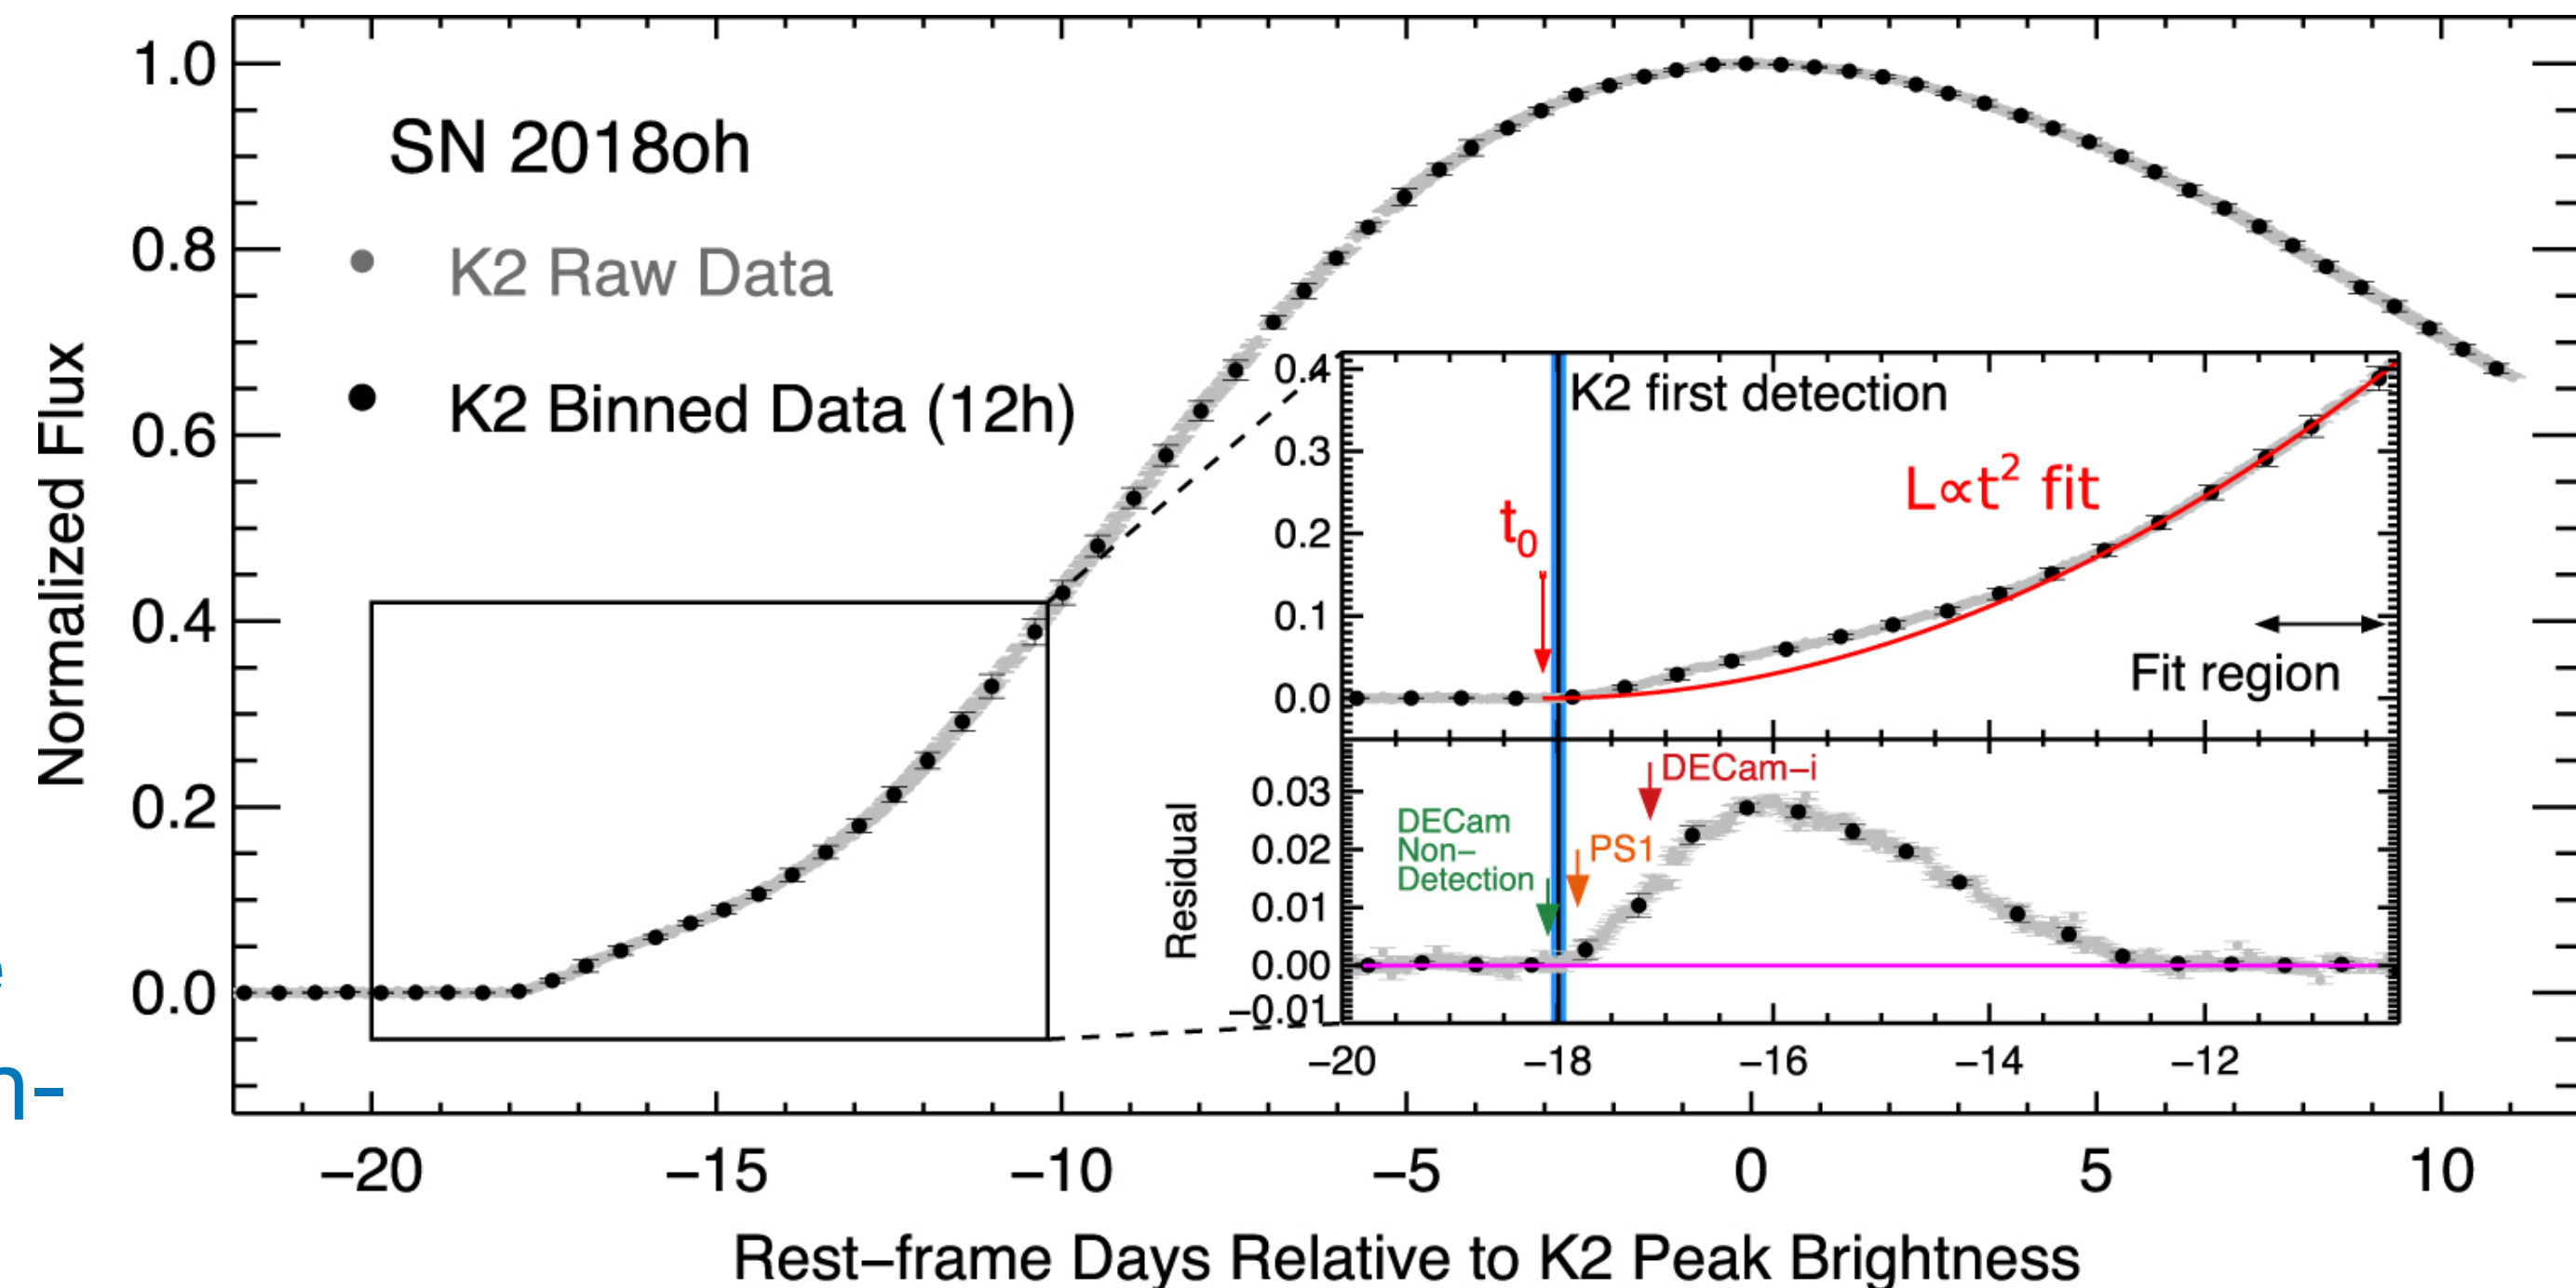 SN 2018oh
K2 Raw Data
K2 Binned Data (12h)
Normalized Flux
1.0
0.8
0.6
0.4
0.2
0.0
−20
−15
−10
−5
0
5
10
Rest−frame Days Relative to K2 Peak Brightness
K2 first detection
t₀
L∝t² fit
Fit region
0.4
0.3
0.2
0.1
0.0
DECam−i
PS1
DECam
Non−
Detection
Residual
0.03
0.02
0.01
0.00
−0.01
−20
−18
−16
−14
−12
e
n-